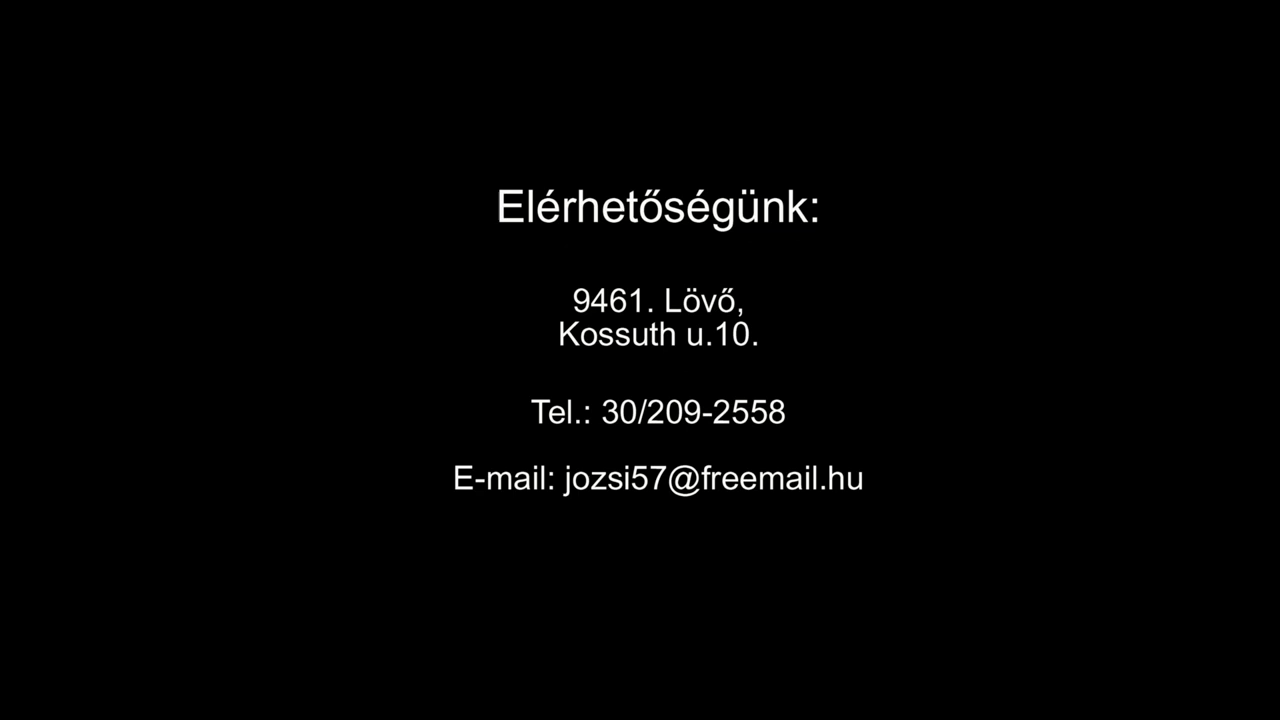 Elérhetőségünk:
9461. Lövő,
Kossuth u.10.
Tel.: 30/209-2558
E-mail: jozsi57@freemail.hu